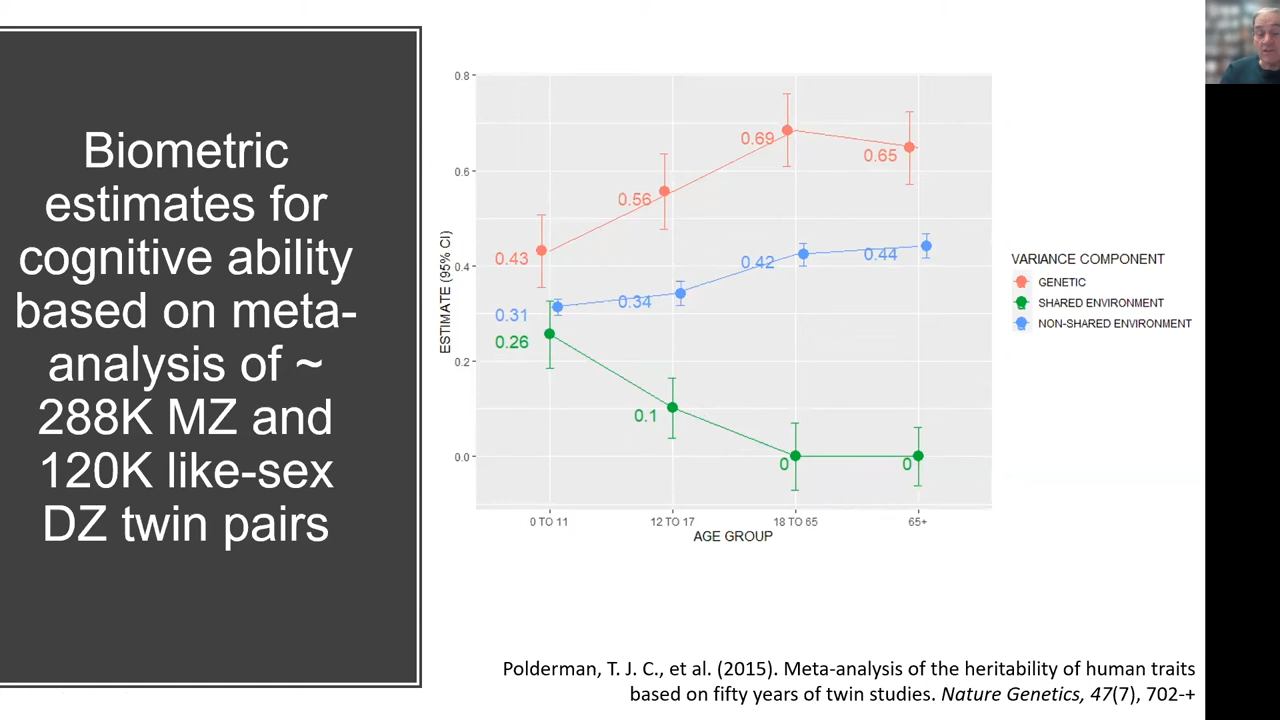 Biometric
estimates for
cognitive ability
based on meta-
analysis of ~
288K MZ and
120K like-sex
DZ twin pairs
0.8
0.6
0.4
0.2
0.0
ESTIMATE (95% CI)
0.43
0.56
0.69
0.65
0.31
0.34
0.42
0.44
0.26
0.1
0
0
0 TO 11
12 TO 17
18 TO 65
65+
AGE GROUP
VARIANCE COMPONENT
GENETIC
SHARED ENVIRONMENT
NON-SHARED ENVIRONMENT
Polderman, T. J. C., et al. (2015). Meta-analysis of the heritability of human traits
based on fifty years of twin studies. Nature Genetics, 47(7), 702-+